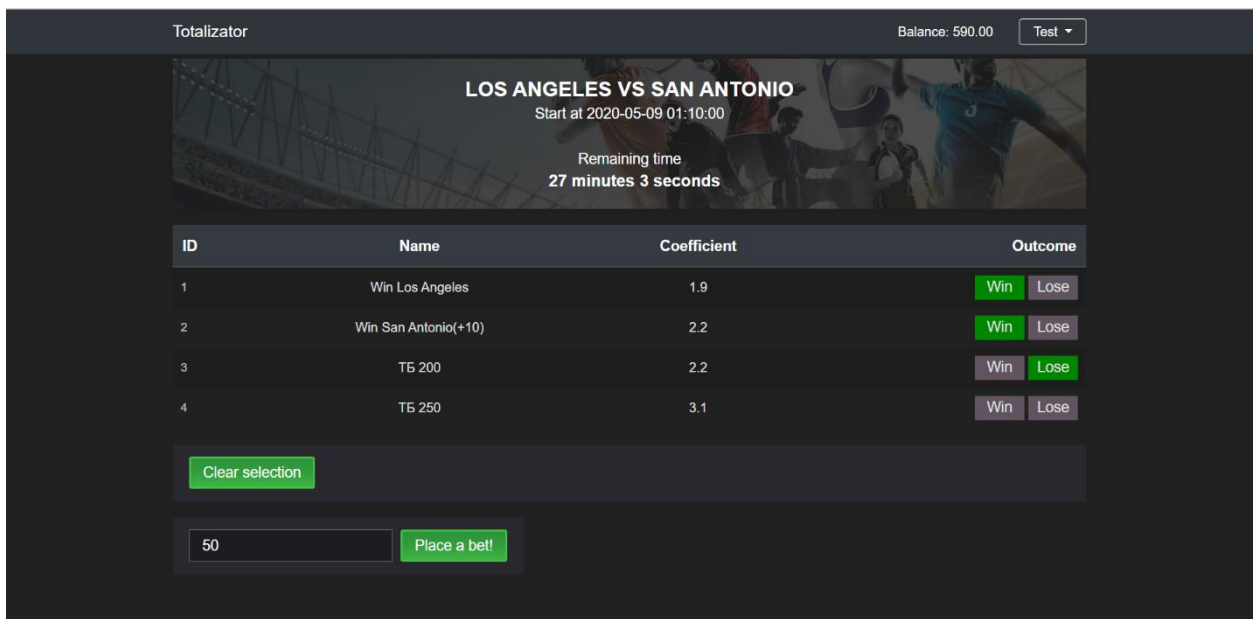 Totalizator Balance: 590.00 Test
LOS ANGELES VS SAN ANTONIO
Start at 2020-05-09 01:10:00
Remaining time
27 minutes 3 seconds
ID Name Coefficient Outcome
1 Win Los Angeles 1.9 Win Lose
2 Win San Antonio(+10) 2.2 Win Lose
3 ТБ 200 2.2 Win Lose
4 ТБ 250 3.1 Win Lose
Clear selection
50 Place a bet!